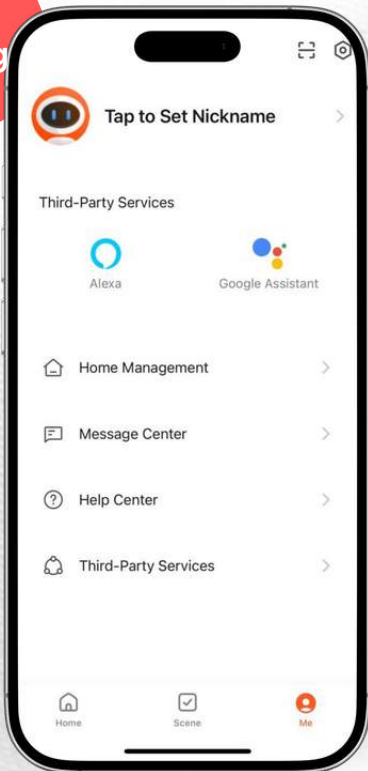 g
Tap to Set Nickname
Third-Party Services
Alexa
Google Assistant
Home Management
Message Center
Help Center
Third-Party Services
Home
Scene
Me